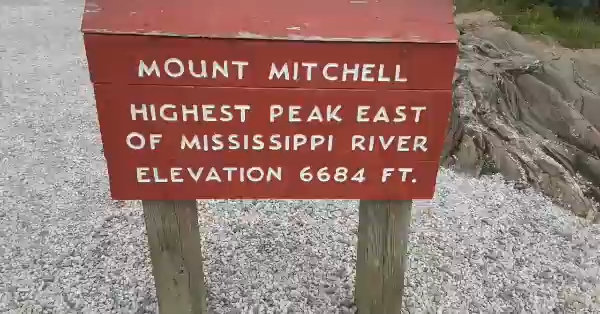 MOUNT MITCHELL
HIGHEST PEAK EAST
OF MISSISSIPPI RIVER
ELEVATION 6684 FT.